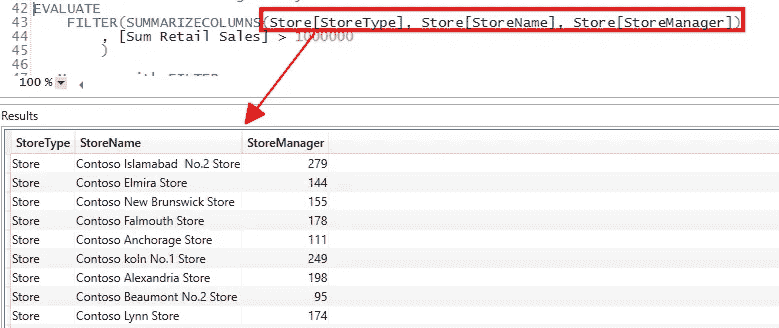 42 EVALUATE
43 FILTER(SUMMARIZECOLUMNS(Store[StoreType], Store[StoreName], Store[StoreManager])
44 , [Sum Retail Sales] > 1000000
45 )
46
100 %
Results
StoreType StoreName StoreManager
Store Contoso Islamabad No.2 Store 279
Store Contoso Elmira Store 144
Store Contoso New Brunswick Store 155
Store Contoso Falmouth Store 178
Store Contoso Anchorage Store 111
Store Contoso koln No.1 Store 249
Store Contoso Alexandria Store 198
Store Contoso Beaumont No.2 Store 95
Store Contoso Lynn Store 174